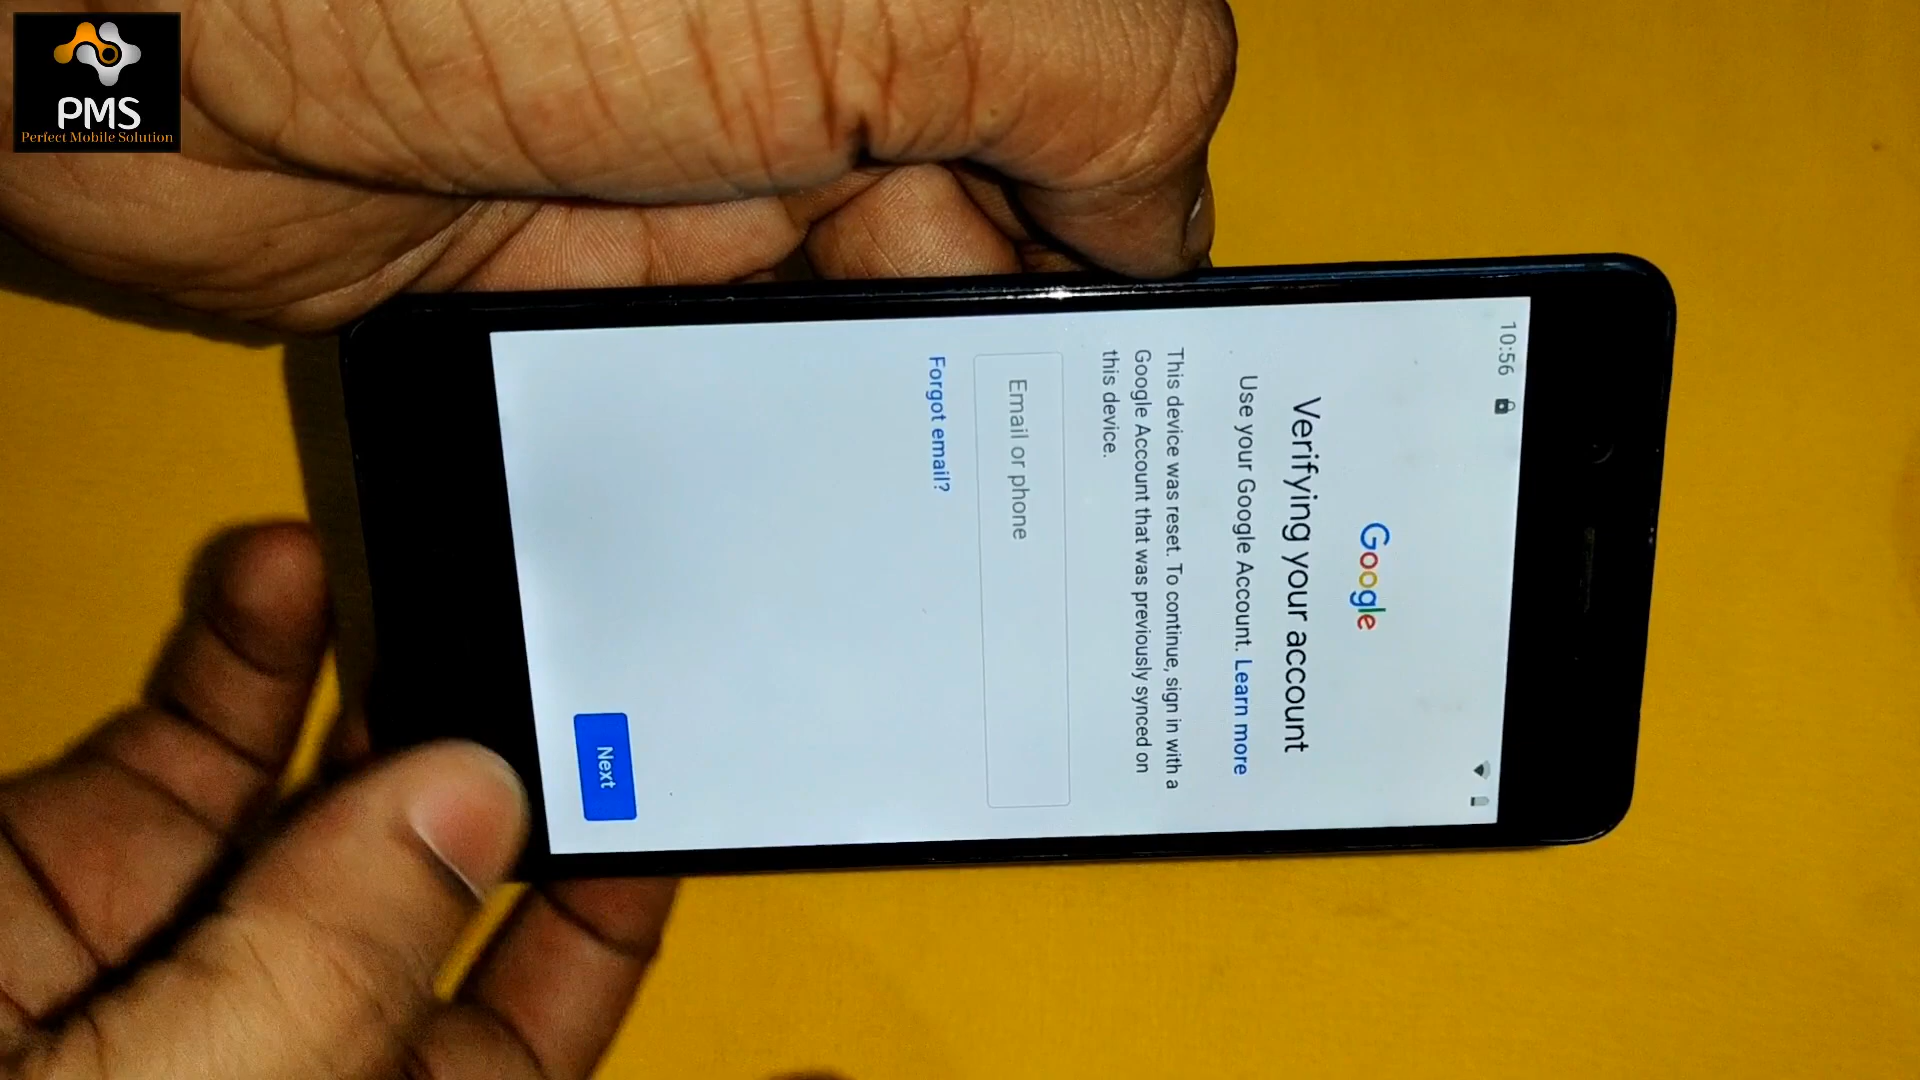 PMS
Perfect Mobile Solution
10:56
Google
Verifying your account
Use your Google Account. Learn more
This device was reset. To continue, sign in with a
Google Account that was previously synced on
this device.
Email or phone
Forgot email?
Next